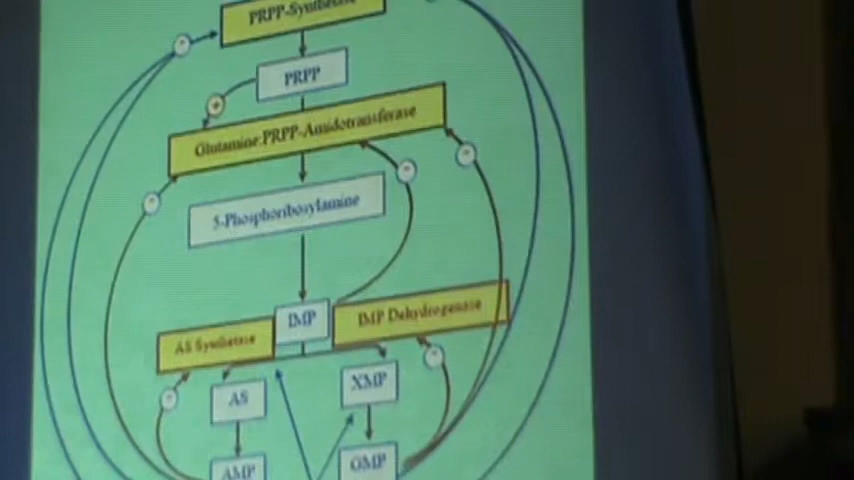 PRPP-Synthetase
PRPP
+
Glutamine:PRPP-Amidotransferase
-
-
-
-
5-Phosphoribosylamine
IMP
IMP Dehydrogenase
AS Synthetase
-
-
AS
XMP
AMP
GMP